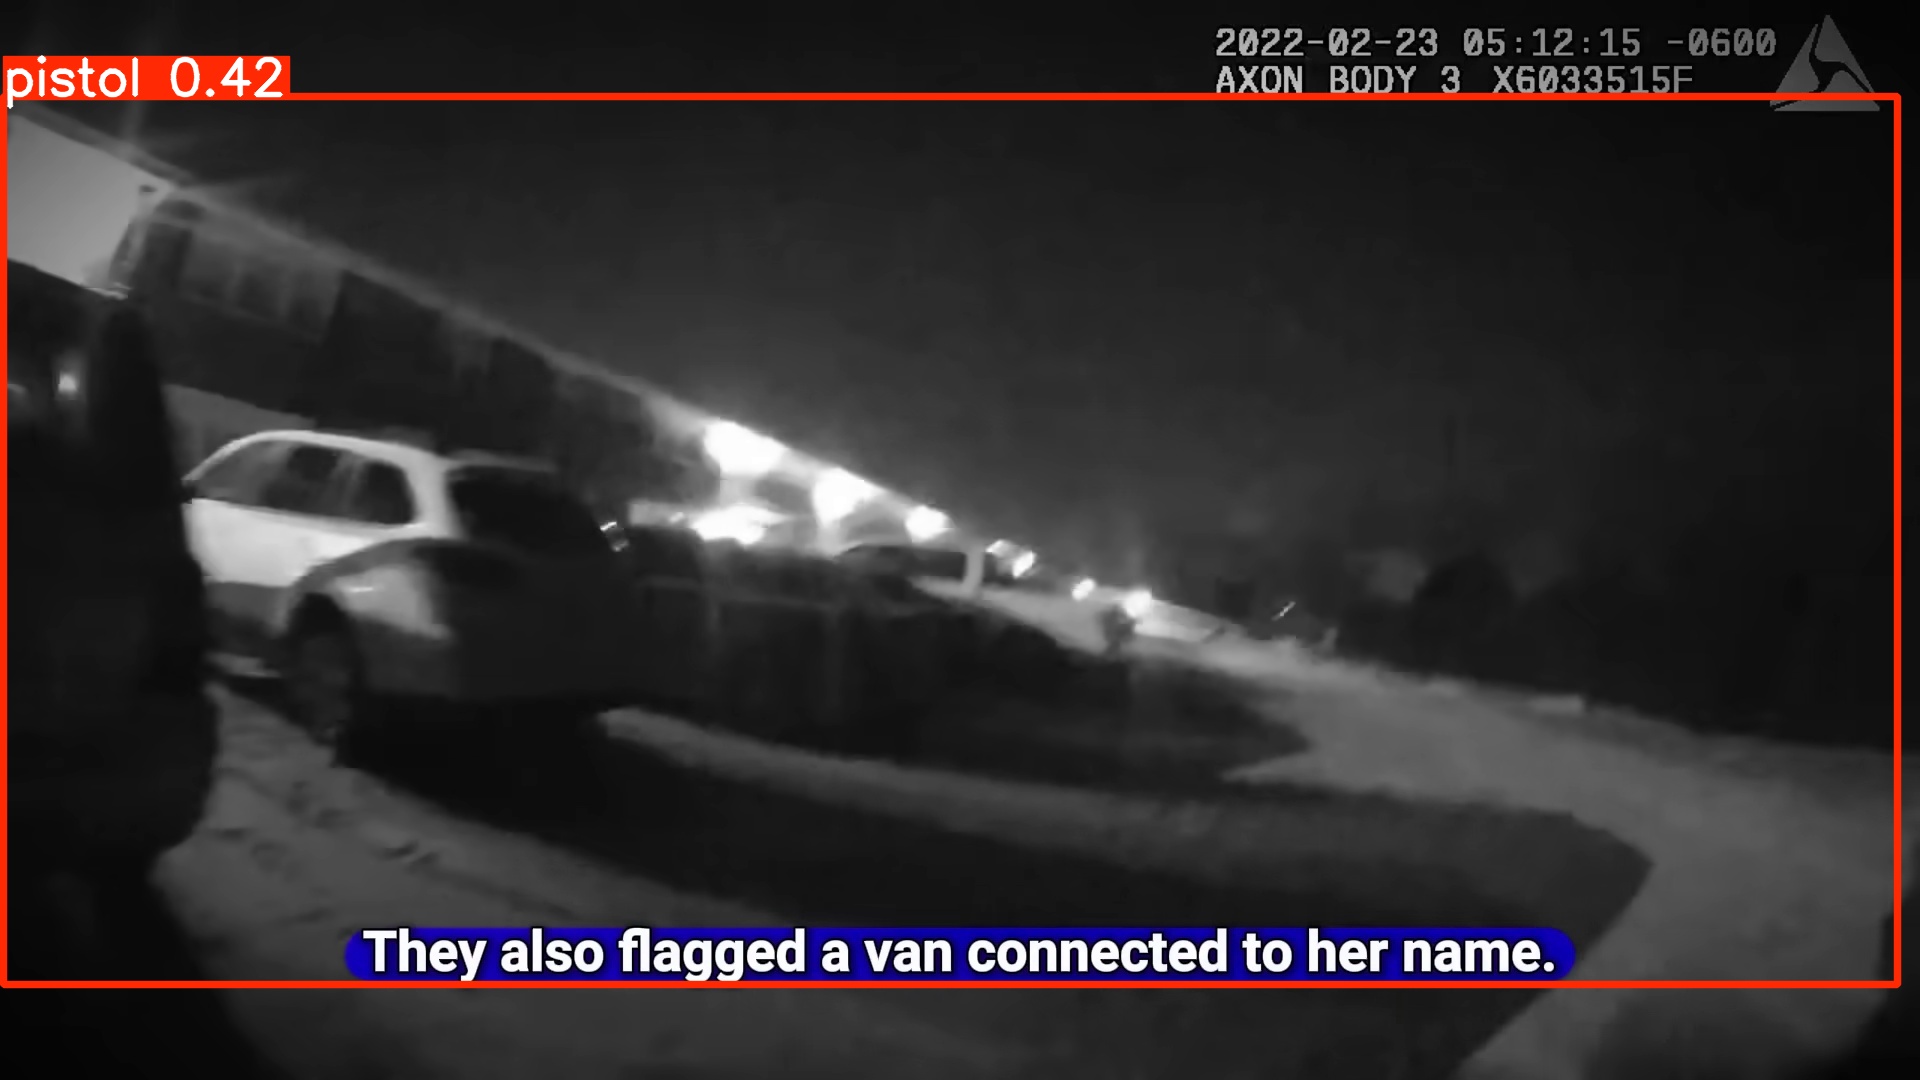 2022-02-23 05:12:15 -0600
AXON BODY 3 X6033515F
pistol 0.42
They also flagged a van connected to her name.